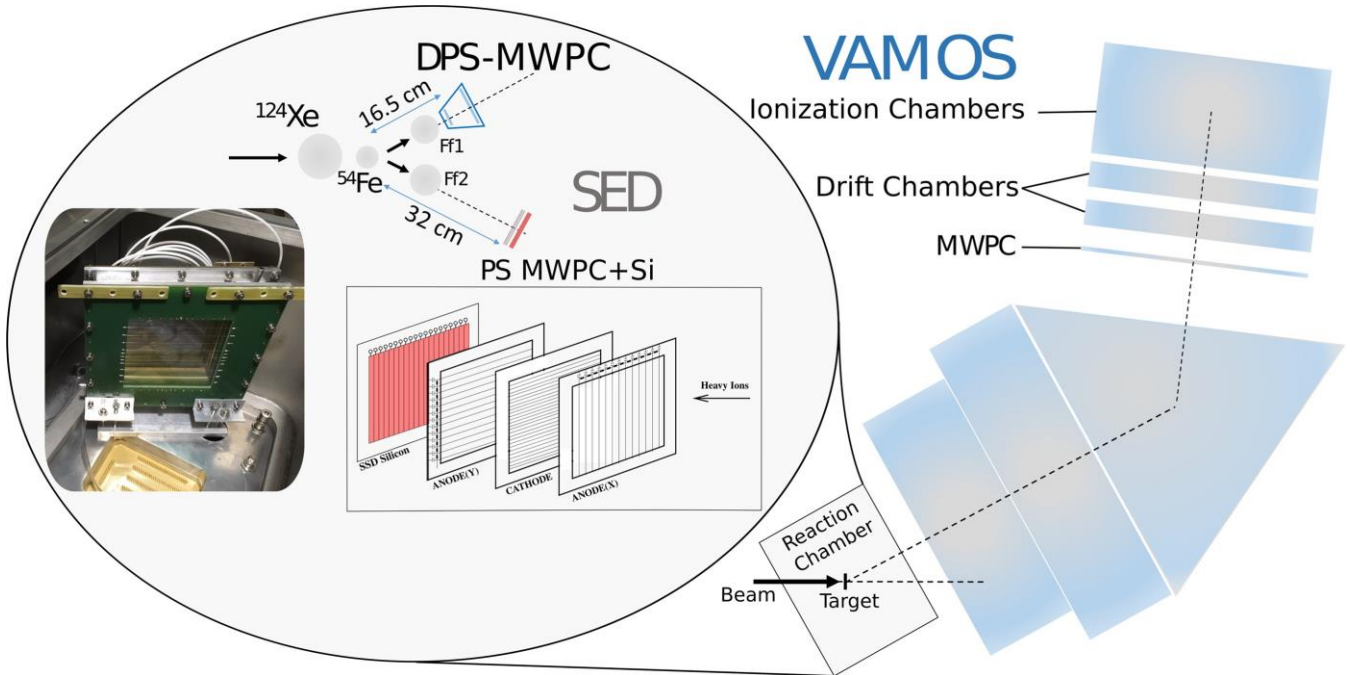 DPS-MWPC
16.5 cm
124Xe
54Fe
Ff1
Ff2
32 cm
SED
PS MWPC+Si
SSD Silicon
ANODE(Y)
CATHODE
ANODE(X)
Heavy Ions
VAMOS
Ionization Chambers
Drift Chambers
MWPC
Reaction
Chamber
Beam
Target